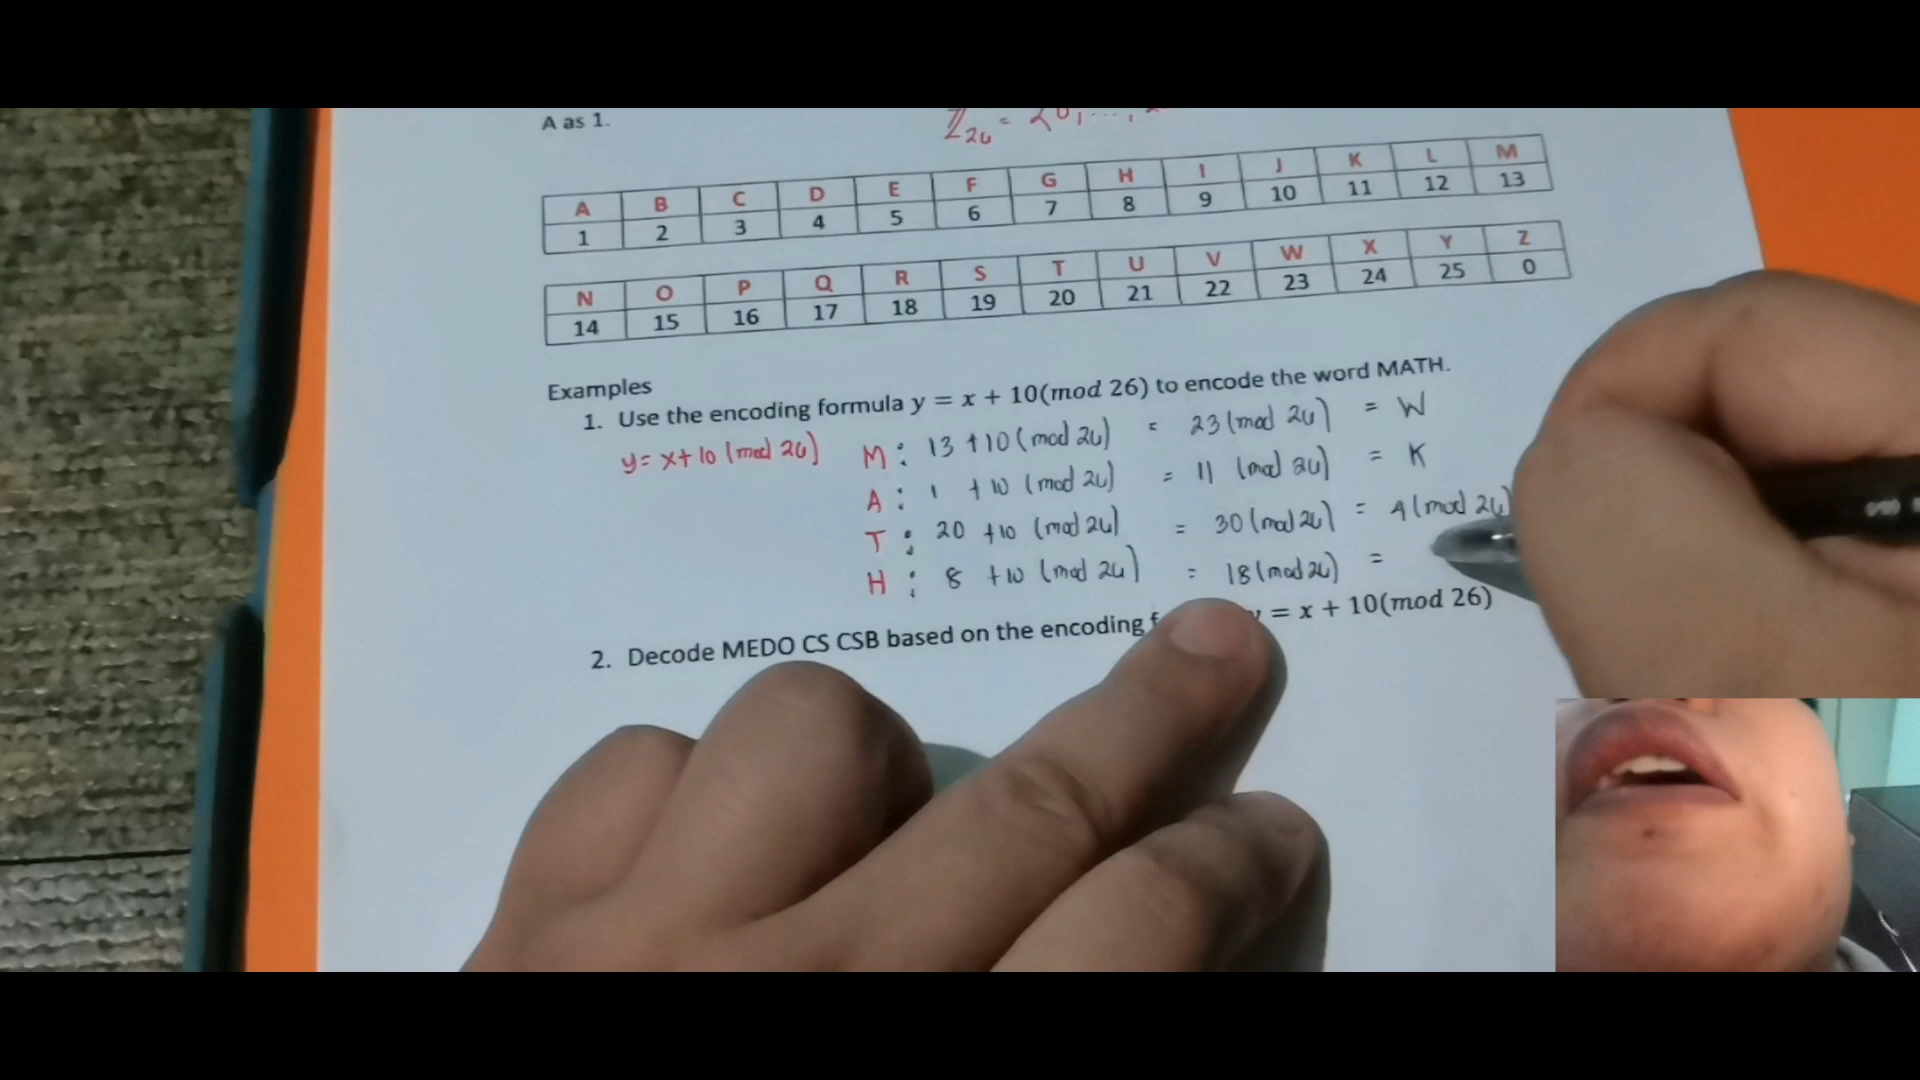 A as 1.
A B C D E F G H I J K L M
1 2 3 4 5 6 7 8 9 10 11 12 13
N O P Q R S T U V W X Y Z
14 15 16 17 18 19 20 21 22 23 24 25 0
Examples
1. Use the encoding formula y = x + 10(mod 26) to encode the word MATH.
y = x + 10 (mod 26)
M : 13 + 10 (mod 26) = 23 (mod 26) = W
A : 1 + 10 (mod 26) = 11 (mod 26) = K
T : 20 + 10 (mod 26) = 30 (mod 26) = 4 (mod 26)
H : 8 + 10 (mod 26) = 18 (mod 26) =
2. Decode MEDO CS CSB based on the encoding y = x + 10(mod 26)